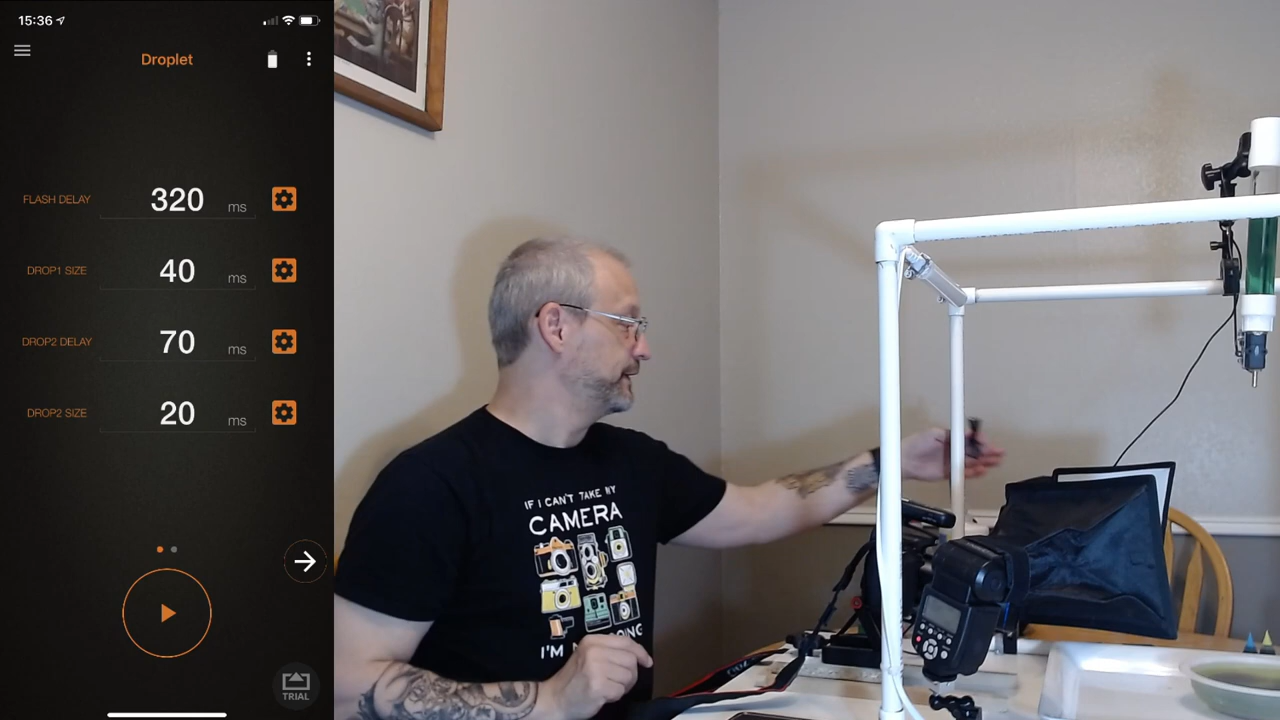 15:36
Droplet
FLASH DELAY 320 ms
DROP1 SIZE 40 ms
DROP2 DELAY 70 ms
DROP2 SIZE 20 ms
TRIAL
IF I CAN'T TAKE MY
CAMERA
I'M